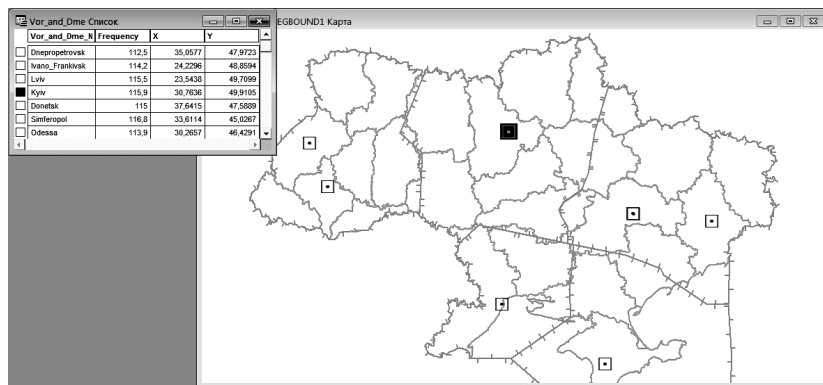 Vor_and_Dme Список
EGBOUND1 Карта
Vor_and_Dme_N Frequency X Y
Dnepropetrovsk 112,5 35,0577 47,9723
Ivano_Frankivsk 114,2 24,2296 48,8594
Lviv 115,5 23,5438 49,7099
Kyiv 115,9 30,7636 49,9105
Donetsk 115 37,6415 47,5889
Simferopol 116,8 33,6114 45,0267
Odessa 113,9 30,2657 46,4291